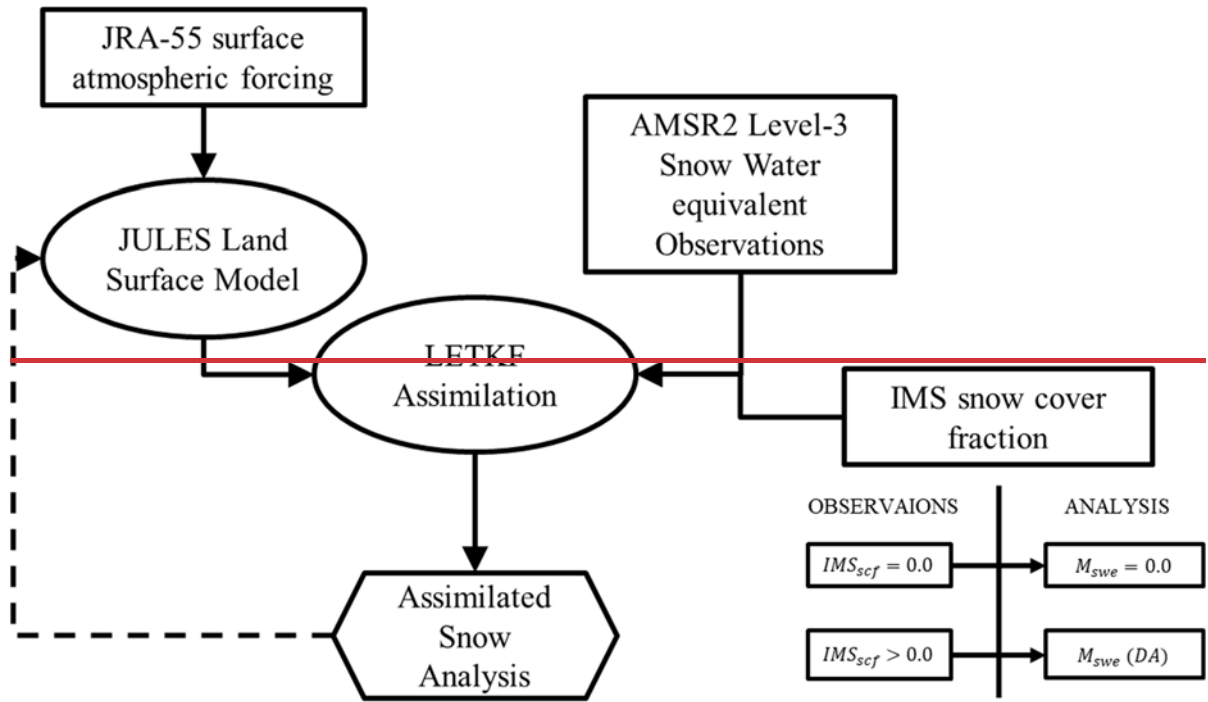 JRA-55 surface
atmospheric forcing
AMSR2 Level-3
Snow Water
equivalent
Observations
JULES Land
Surface Model
LETKF
Assimilation
IMS snow cover
fraction
OBSERVAIONS
ANALYSIS
IMS_scf = 0.0
M_swe = 0.0
Assimilated
Snow
Analysis
IMS_scf > 0.0
M_swe (DA)